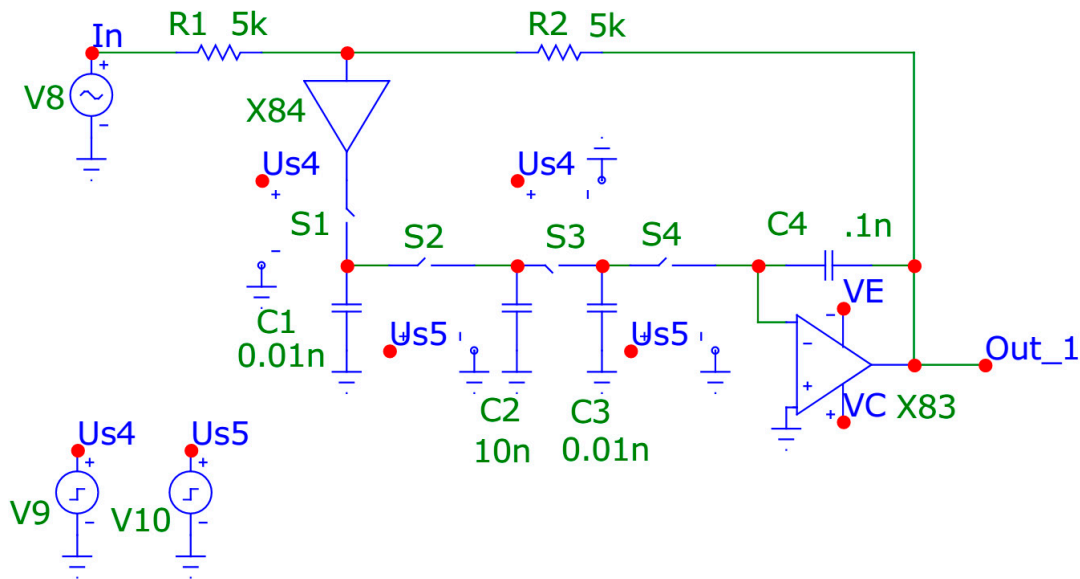 In
R1 5k
R2 5k
V8
X84
Us4
+
-
S1
Us4
+
-
S2
S3
S4
C4 .1n
C1
0.01n
Us5
+
-
C2
10n
C3
0.01n
Us5
+
-
VE
VC
X83
Out_1
Us4
Us5
V9
V10